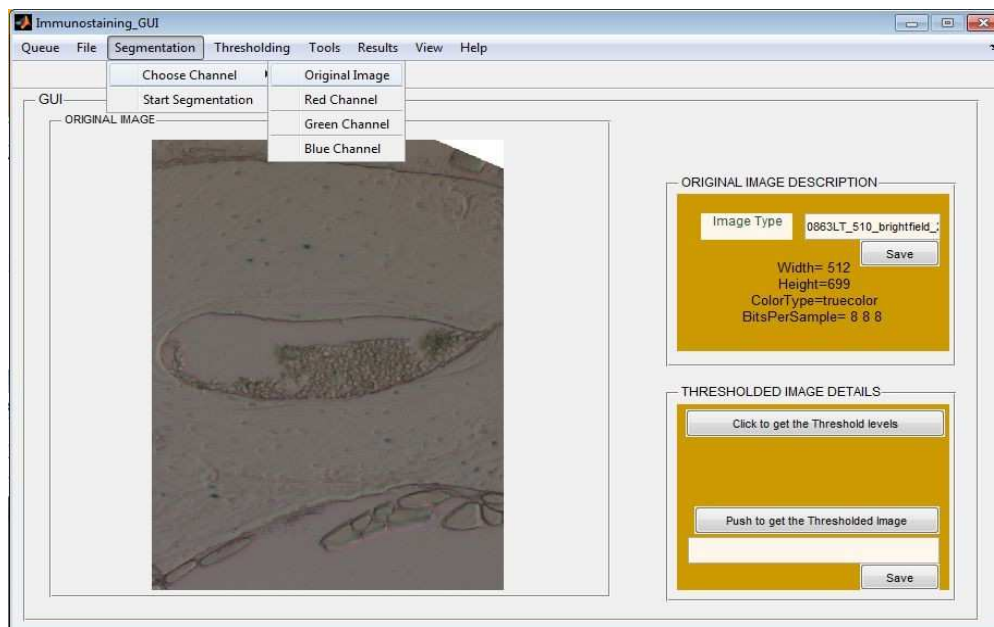 Immunostaining_GUI
Queue File Segmentation Thresholding Tools Results View Help
Choose Channel
Start Segmentation
Original Image
Red Channel
Green Channel
Blue Channel
GUI
ORIGINAL IMAGE
ORIGINAL IMAGE DESCRIPTION
Image Type
0863LT_510_brightfield_
Save
Width= 512
Height=699
ColorType=truecolor
BitsPerSample= 8 8 8
THRESHOLDED IMAGE DETAILS
Click to get the Threshold levels
Push to get the Thresholded Image
Save